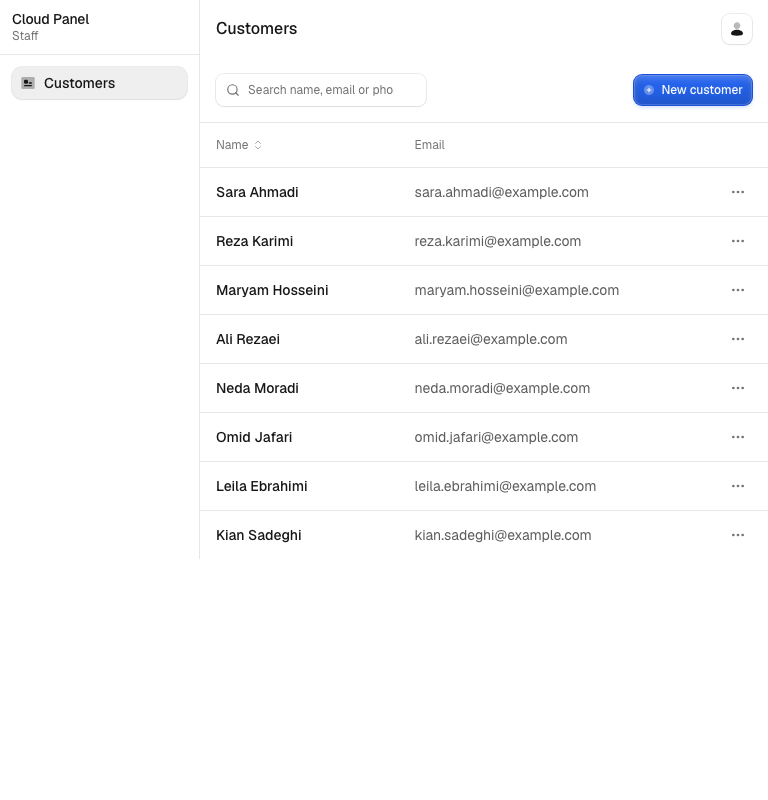 Cloud Panel
Staff
Customers
Customers
Search name, email or pho
New customer
Name Email
Sara Ahmadi sara.ahmadi@example.com
Reza Karimi reza.karimi@example.com
Maryam Hosseini maryam.hosseini@example.com
Ali Rezaei ali.rezaei@example.com
Neda Moradi neda.moradi@example.com
Omid Jafari omid.jafari@example.com
Leila Ebrahimi leila.ebrahimi@example.com
Kian Sadeghi kian.sadeghi@example.com